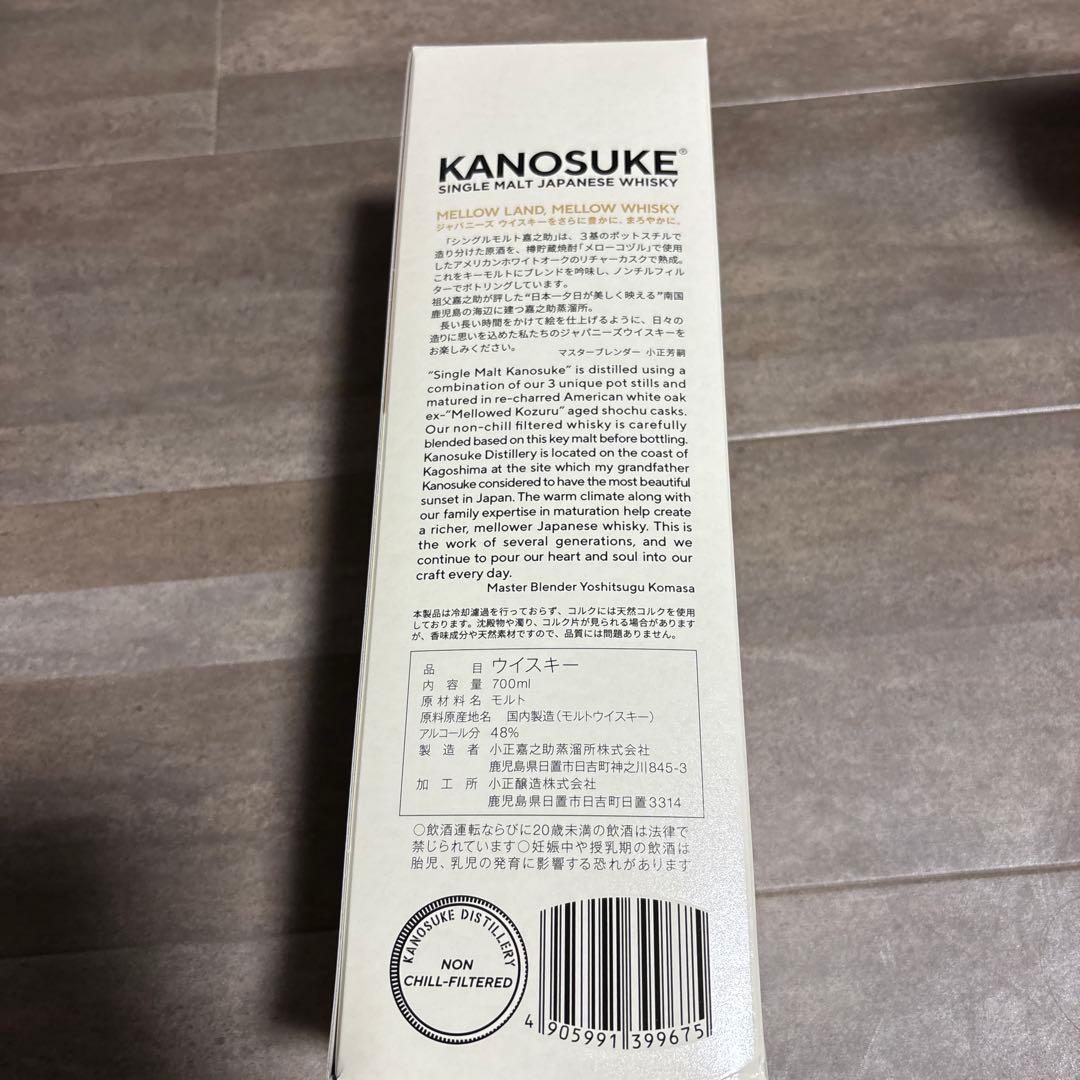 KANOSUKE®
SINGLE MALT JAPANESE WHISKY
MELLOW LAND, MELLOW WHISKY
ジャパニーズ ウイスキーをさらに豊かに、まろやかに。
「シングルモルト嘉之助」は、3基のポットスチルで
造り分けた原酒を、樽貯蔵焼酎「メローコヅル」で使用
したアメリカンホワイトオークのリチャーカスクで熟成。
これをキーモルトにブレンドを吟味し、ノンチルフィル
ターでボトリングしています。
祖父嘉之助が評した“日本一夕日が美しく映える”南国
鹿児島の海辺に建つ嘉之助蒸溜所。
長い長い時間をかけて絵を仕上げるように、日々の
造りに思いを込めた私たちのジャパニーズウイスキーを
お楽しみください。 マスターブレンダー 小正芳嗣
“Single Malt Kanosuke” is distilled using a
combination of our 3 unique pot stills and
matured in re-charred American white oak
ex-“Mellowed Kozuru” aged shochu casks.
Our non-chill filtered whisky is carefully
blended based on this key malt before bottling.
Kanosuke Distillery is located on the coast of
Kagoshima at the site which my grandfather
Kanosuke considered to have the most beautiful
sunset in Japan. The warm climate along with
our family expertise in maturation help create
a richer, mellower Japanese whisky. This is
the work of several generations, and we
continue to pour our heart and soul into our
craft every day.
Master Blender Yoshitsugu Komasa
本製品は冷却濾過を行っておらず、コルクには天然コルクを使用
しております。沈殿物や濁り、コルク片が見られる場合があります
が、香味成分や天然素材ですので、品質には問題ありません。
品目 ウイスキー
内容量 700ml
原材料名 モルト
原料原産地名 国内製造（モルトウイスキー）
アルコール分 48%
製造者 小正嘉之助蒸溜所株式会社
鹿児島県日置市日吉町神之川845-3
加工所 小正醸造株式会社
鹿児島県日置市日吉町日置3314
○飲酒運転ならびに20歳未満の飲酒は法律で
禁じられています○妊娠中や授乳期の飲酒は
胎児、乳児の発育に影響する恐れがあります
KANOSUKE DISTILLERY
NON
CHILL-FILTERED
4 905991 399675